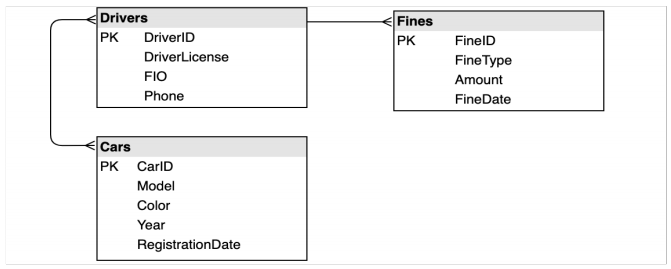 Drivers
PK DriverID
DriverLicense
FIO
Phone
Fines
PK FineID
FineType
Amount
FineDate
Cars
PK CarID
Model
Color
Year
RegistrationDate